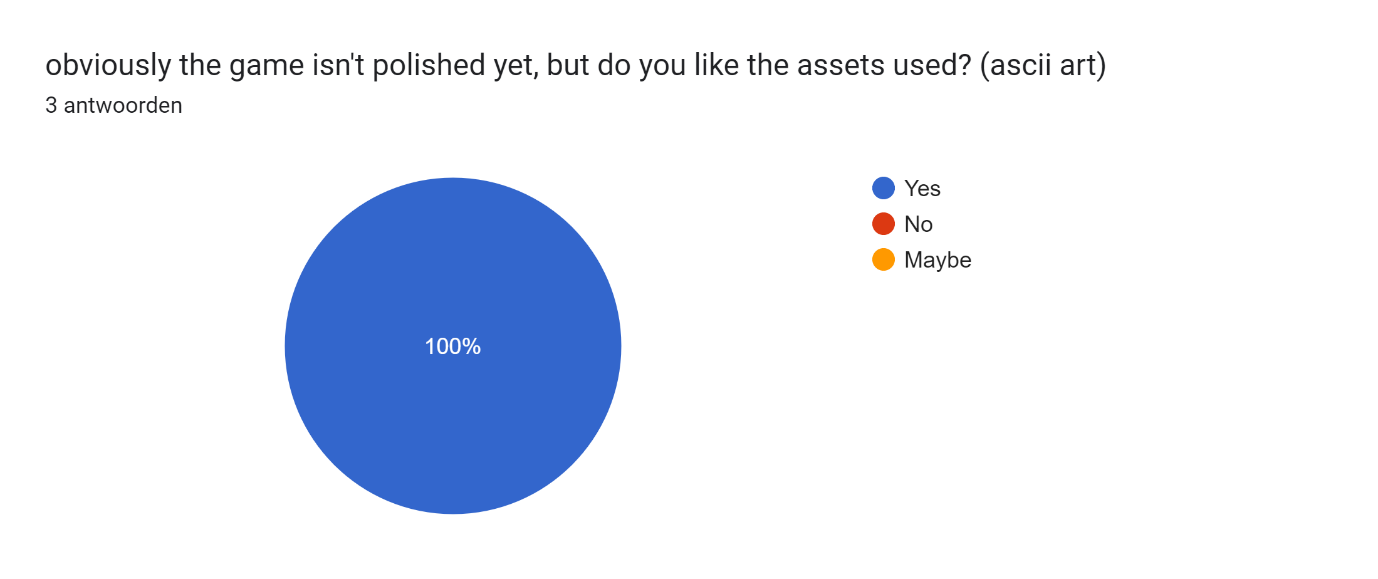 obviously the game isn't polished yet, but do you like the assets used? (ascii art)
3 antwoorden
100%
Yes
No
Maybe